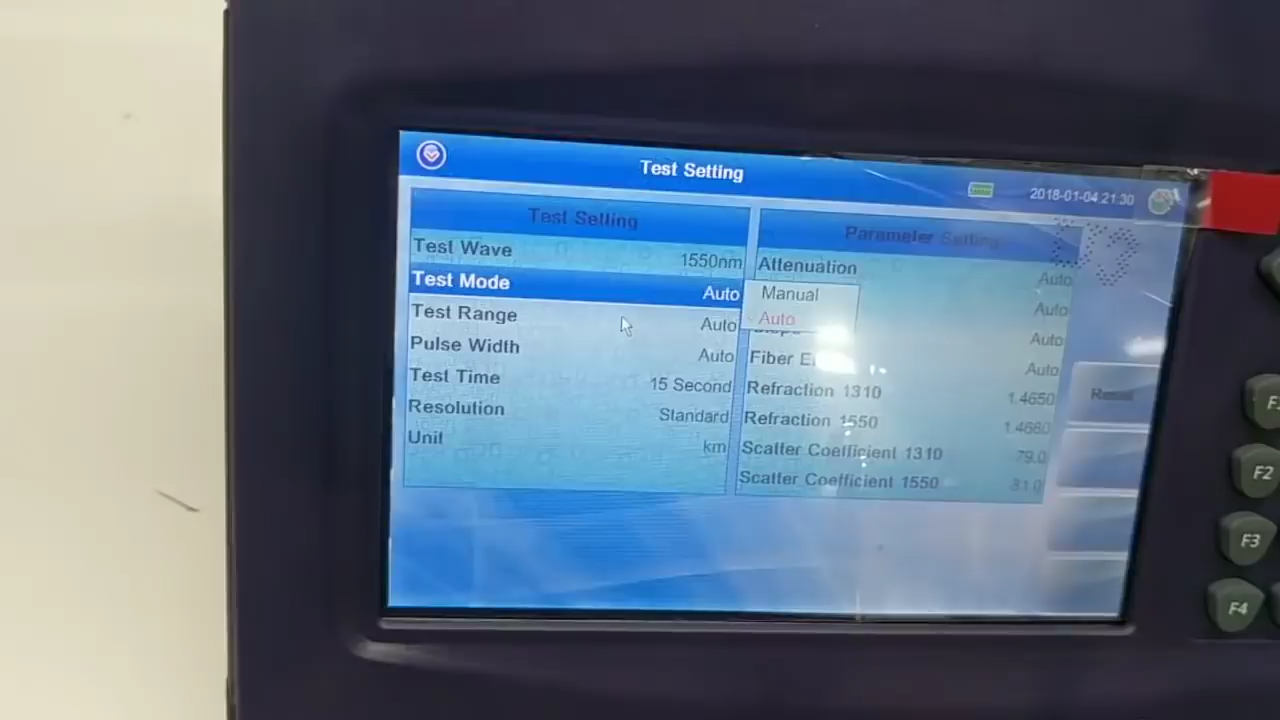 Test Setting
2018-01-04 21:30
Test Setting
Test Wave 1550nm
Test Mode Auto
Test Range Auto
Pulse Width Auto
Test Time 15 Second
Resolution Standard
Unit km
Parameter Setting
Attenuation Auto
Manual Auto
Auto Auto
Fiber Auto
Refraction 1310 1.4650
Refraction 1550 1.4660
Scatter Coefficient 1310 79.0
Scatter Coefficient 1550 81.0
F2
F3
F4